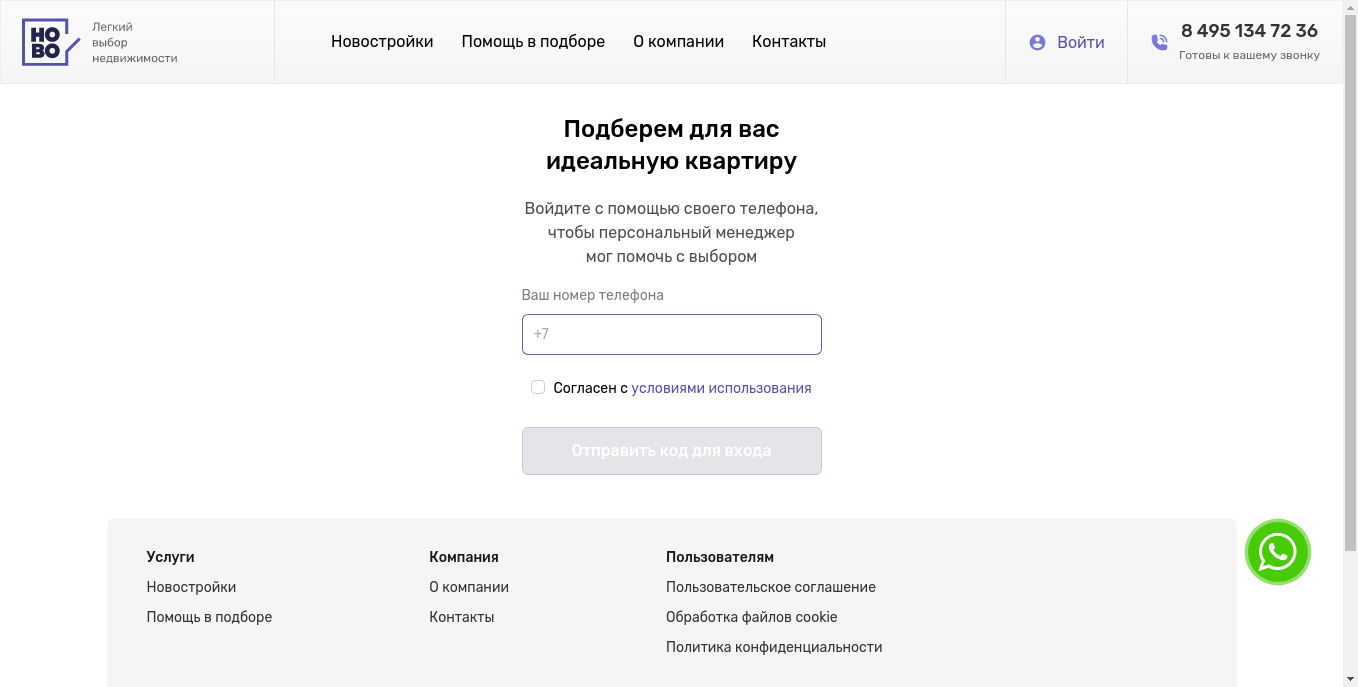 НО
ВО
Легкий
выбор
недвижимости
Новостройки
Помощь в подборе
О компании
Контакты
Войти
8 495 134 72 36
Готовы к вашему звонку
Подберем для вас
идеальную квартиру
Войдите с помощью своего телефона,
чтобы персональный менеджер
мог помочь с выбором
Ваш номер телефона
+7
Согласен с условиями использования
Отправить код для входа
Услуги
Новостройки
Помощь в подборе
Компания
О компании
Контакты
Пользователям
Пользовательское соглашение
Обработка файлов cookie
Политика конфиденциальности